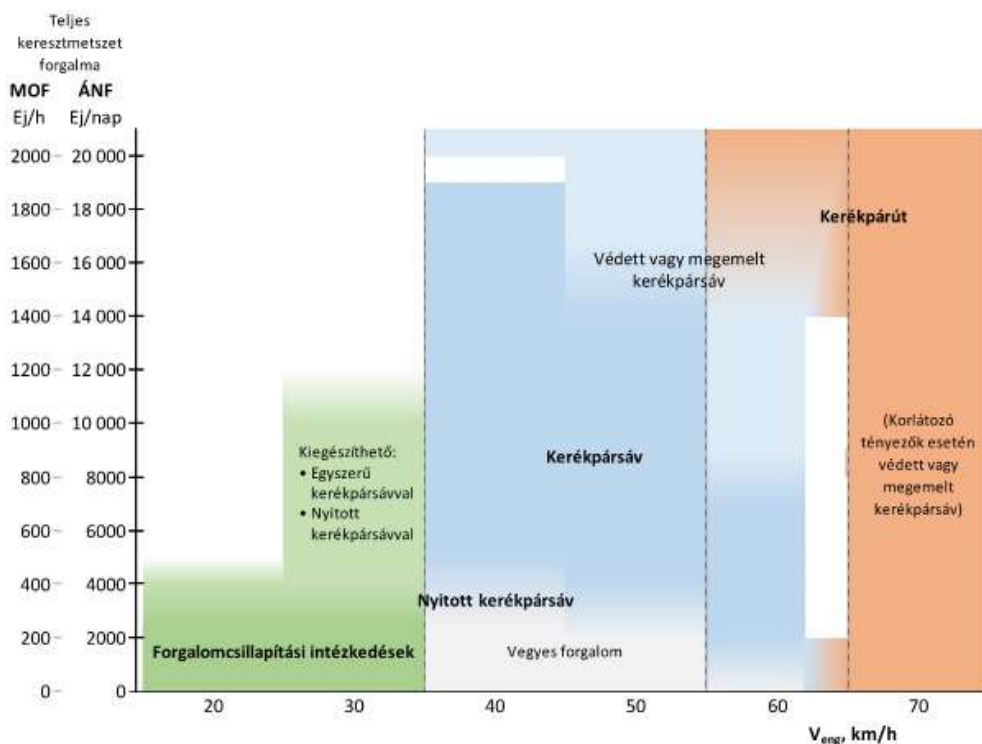 Teljes
keresztmetszet
forgalma
MOF ÁNF
Ej/h Ej/nap
2000 20 000
1800 18 000
1600 16 000
1400 14 000
1200 12 000
1000 10 000
800 8000
600 6000
400 4000
200 2000
0 0
Kerékpárút
Védett vagy megemelt
kerékpársáv
Kiegészíthető:
• Egyszerű
kerékpársávval
• Nyitott
kerékpársávval
Kerékpársáv
(Korlátozó
tényezők esetén
védett vagy
megemelt
kerékpársáv)
Nyitott kerékpársáv
Forgalomcsillapítási intézkedések
Vegyes forgalom
20 30 40 50 60 70
Veng, km/h